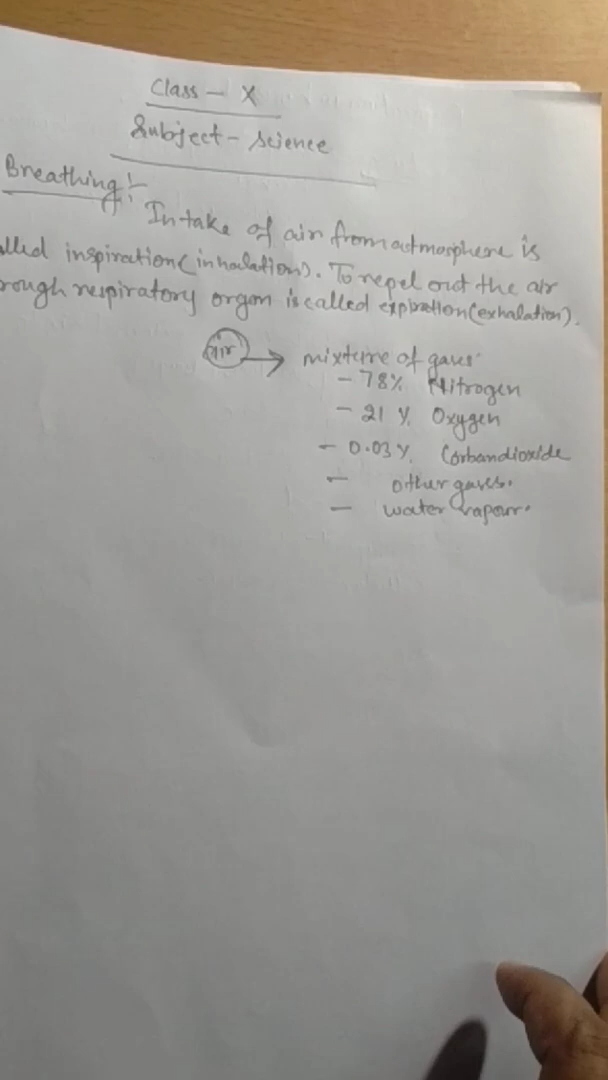 Class - X
Subject - Science
Breathing :-
Intake of air from atmosphere is
lled inspiration (inhalation). To repel out the air
rough respiratory organ is called expiration (exhalation).
air → mixture of gases
- 78% Nitrogen
- 21 % Oxygen
- 0.03 % Carbandioxide
- other gases.
- water vapour.